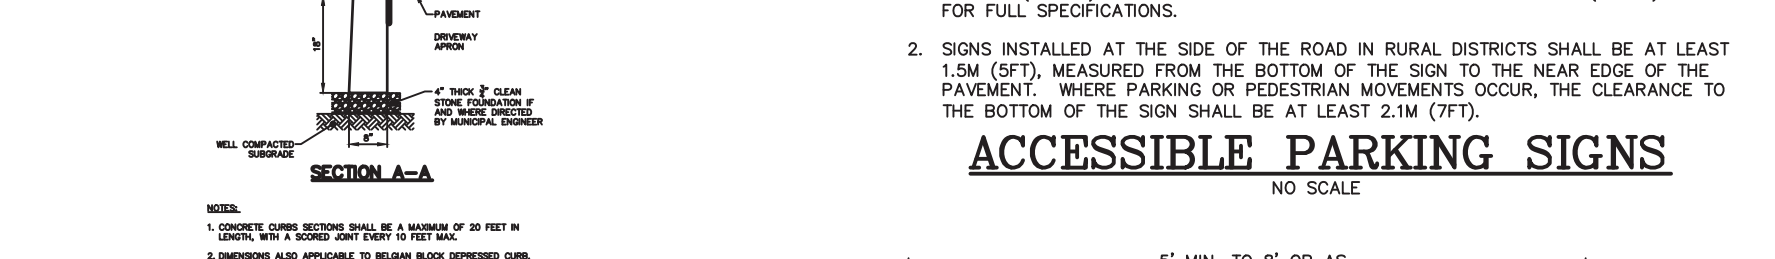 PAVEMENT
DRIVEWAY
APRON
18"
4" THICK 3/4" CLEAN
STONE FOUNDATION IF
AND WHERE DIRECTED
BY MUNICIPAL ENGINEER
8"
WELL COMPACTED
SUBGRADE
SECTION A-A
NOTES:
1. CONCRETE CURBS SECTIONS SHALL BE A MAXIMUM OF 20 FEET IN
LENGTH, WITH A SCORED JOINT EVERY 10 FEET MAX.
2. DIMENSIONS ALSO APPLICABLE TO BELGIAN BLOCK DEPRESSED CURB.
FOR FULL SPECIFICATIONS.
2. SIGNS INSTALLED AT THE SIDE OF THE ROAD IN RURAL DISTRICTS SHALL BE AT LEAST
1.5M (5FT), MEASURED FROM THE BOTTOM OF THE SIGN TO THE NEAR EDGE OF THE
PAVEMENT. WHERE PARKING OR PEDESTRIAN MOVEMENTS OCCUR, THE CLEARANCE TO
THE BOTTOM OF THE SIGN SHALL BE AT LEAST 2.1M (7FT).
ACCESSIBLE PARKING SIGNS
NO SCALE
5' MIN. TO 8' OR AS